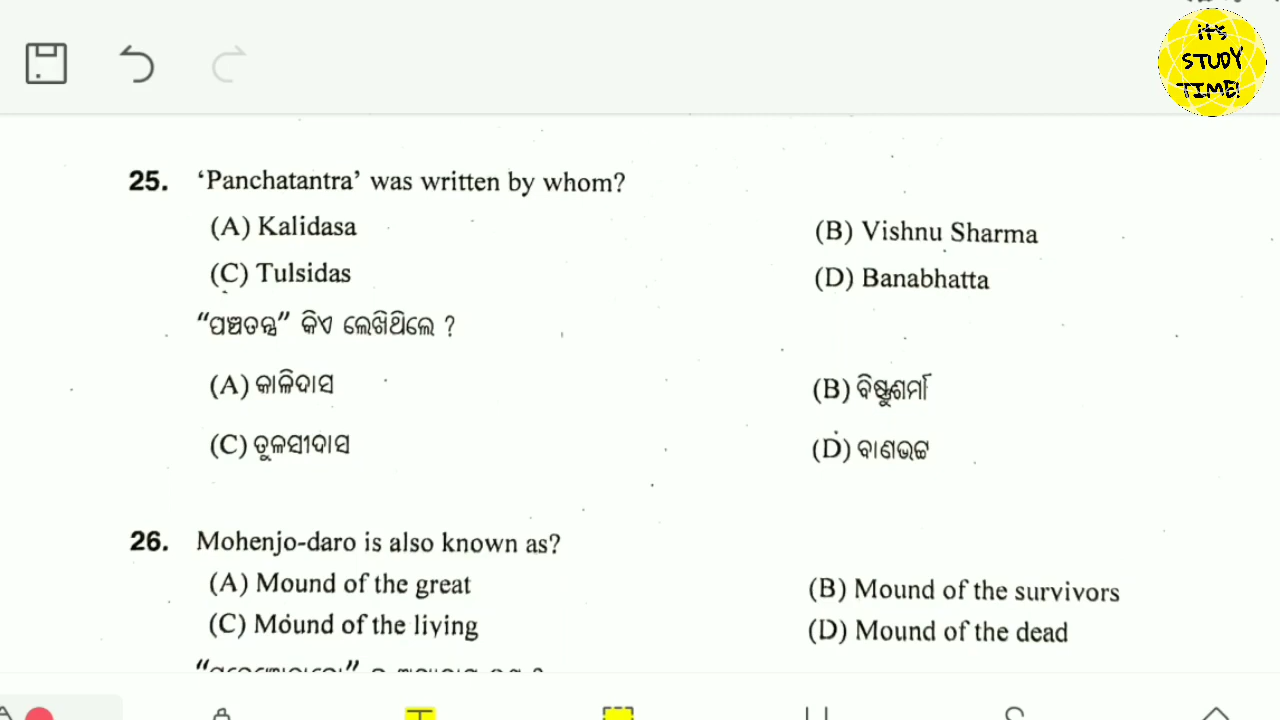 it's
STUDY
TIME!
25. ‘Panchatantra’ was written by whom?
(A) Kalidasa (B) Vishnu Sharma
(C) Tulsidas (D) Banabhatta
“ପଞ୍ଚତନ୍ତ୍ର” କିଏ ଲେଖିଥିଲେ ?
(A) କାଳିଦାସ (B) ବିଷ୍ଣୁଶର୍ମା
(C) ତୁଳସୀଦାସ (D) ବାଣଭଟ୍ଟ
26. Mohenjo-daro is also known as?
(A) Mound of the great (B) Mound of the survivors
(C) Mound of the living (D) Mound of the dead